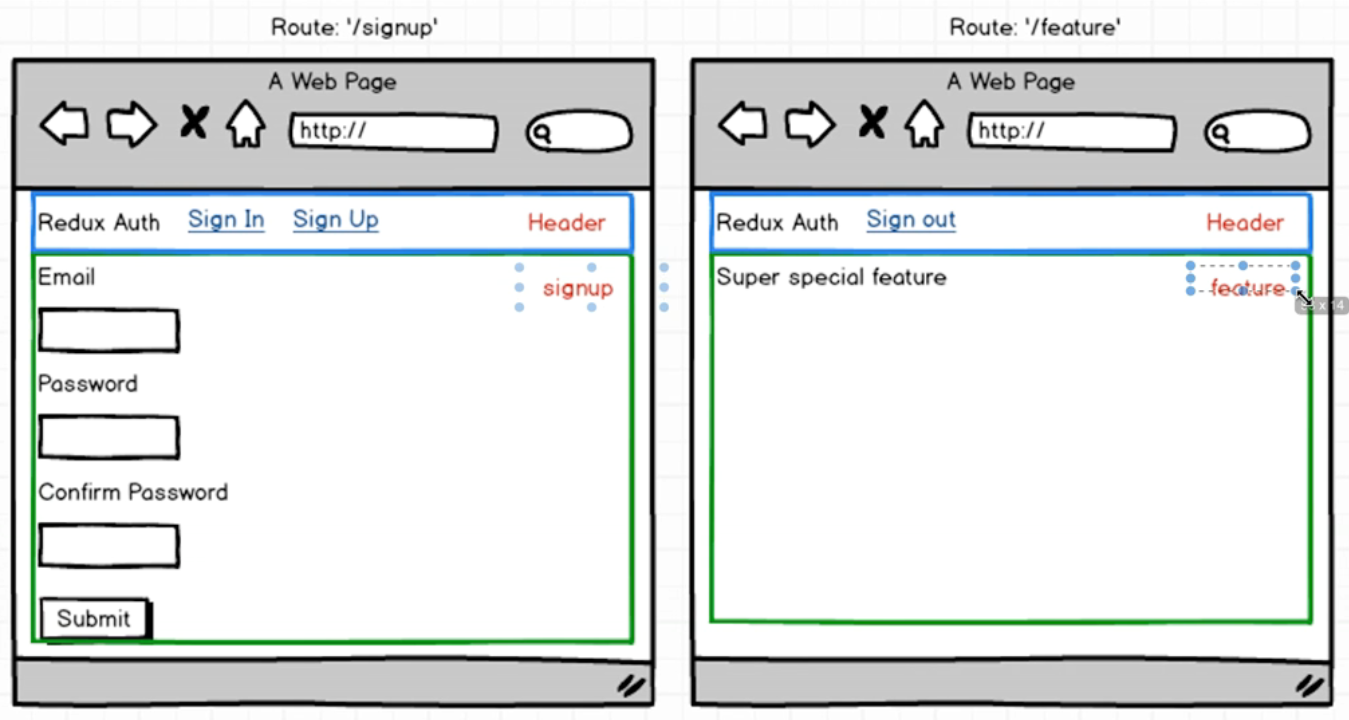 Route: '/signup'
A Web Page
http://
Redux Auth Sign In Sign Up Header
Email
signup
Password
Confirm Password
Submit
Route: '/feature'
A Web Page
http://
Redux Auth Sign out Header
Super special feature
feature
x 14